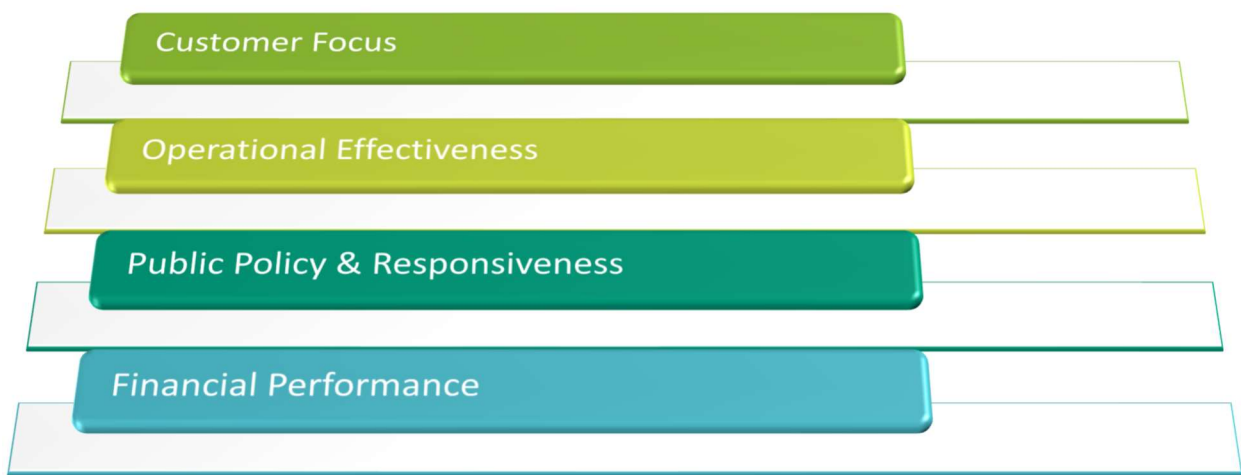 Customer Focus
Operational Effectiveness
Public Policy & Responsiveness
Financial Performance